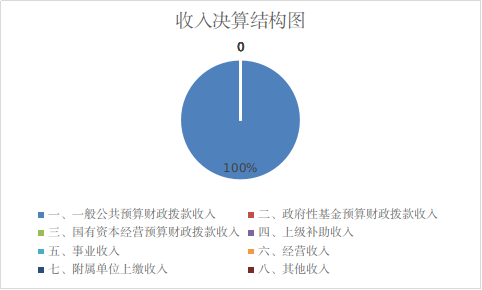 收入决算结构图
0
100%
一、一般公共预算财政拨款收入
二、政府性基金预算财政拨款收入
三、国有资本经营预算财政拨款收入
四、上级补助收入
五、事业收入
六、经营收入
七、附属单位上缴收入
八、其他收入